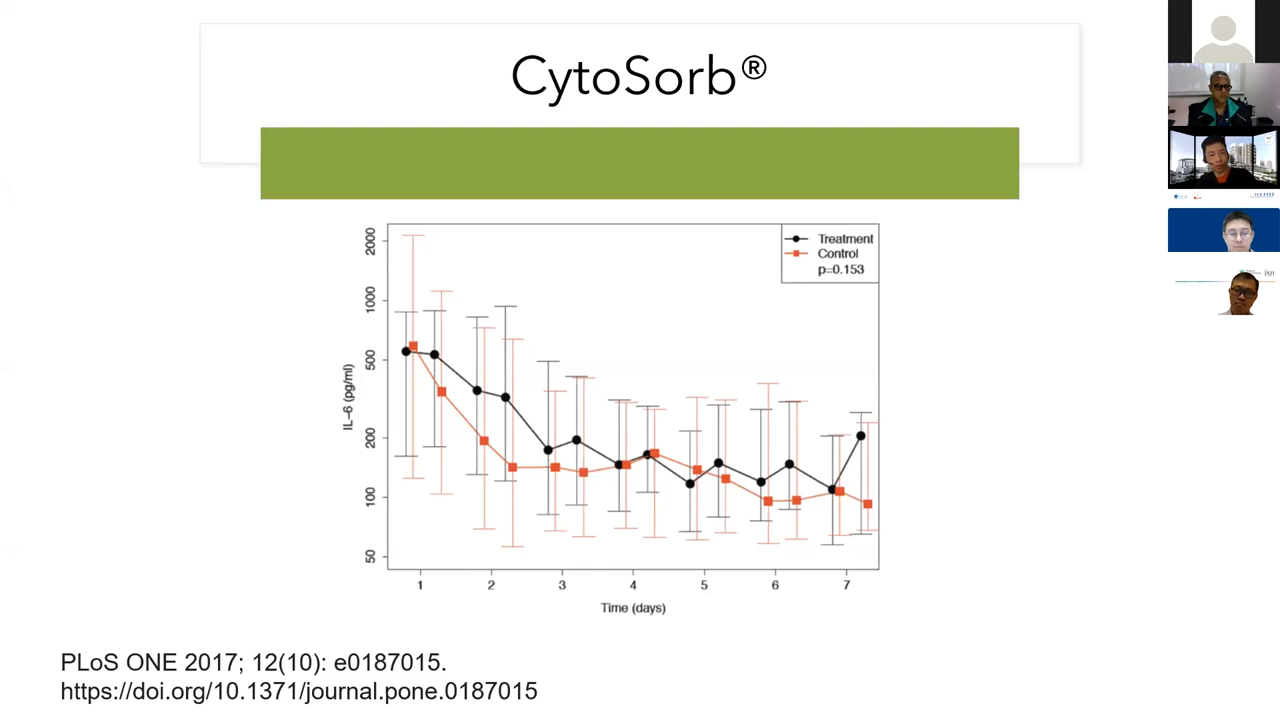 CytoSorb®
Treatment
Control
p=0.153
2000
1000
500
200
100
50
IL-6 (pg/ml)
1 2 3 4 5 6 7
Time (days)
PLoS ONE 2017; 12(10): e0187015.
https://doi.org/10.1371/journal.pone.0187015